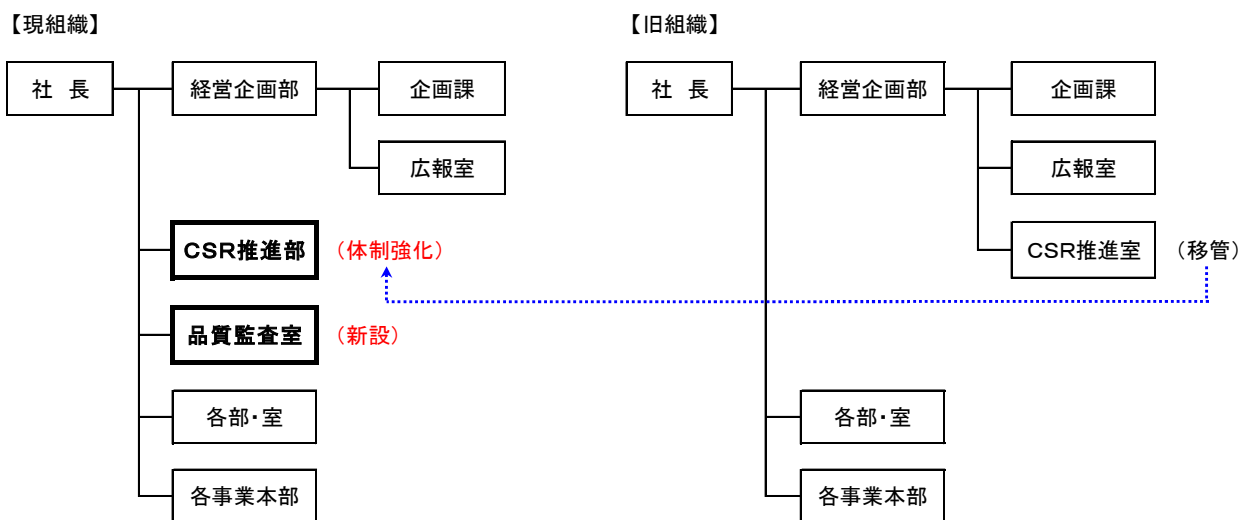 【現組織】
社 長
経営企画部
企画課
広報室
CSR推進部
(体制強化)
品質監査室
(新設)
各部・室
各事業本部
【旧組織】
社 長
経営企画部
企画課
広報室
CSR推進室
(移管)
各部・室
各事業本部